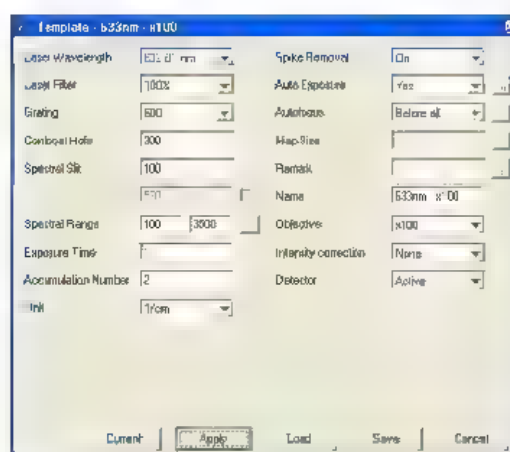 Template - 633nm - x100
Laser Wavelength nm
Laser Filter 100%
Grating 600
Confocal Hole 300
Spectral Slit 100
Spectral Range 100 3500
Exposure Time
Accumulation Number 2
Unit 1/cm
Spike Removal On
Auto Exposure Yes
Autofocus Before all
Map Size
Remark
Name 633nm x100
Objective x100
Intensity correction None
Detector Active
Current Apply Load Save Cancel